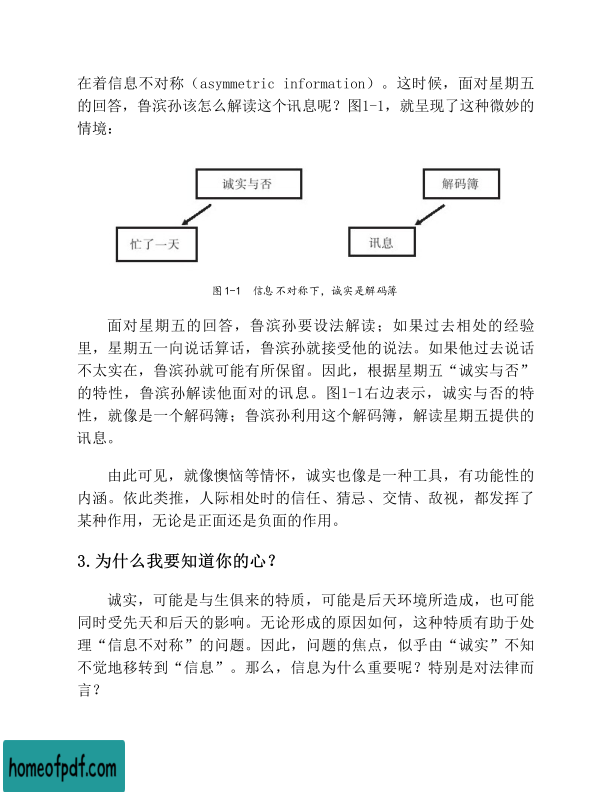 在着信息不对称（asymmetric information）。这时候，面对星期五
的回答，鲁滨孙该怎么解读这个讯息呢？图1-1，就呈现了这种微妙的
情境：
诚实与否
解码簿
忙了一天
讯息
图1-1 信息不对称下，诚实是解码簿
面对星期五的回答，鲁滨孙要设法解读；如果过去相处的经验
里，星期五一向说话算话，鲁滨孙就接受他的说法。如果他过去说话
不太实在，鲁滨孙就可能有所保留。因此，根据星期五“诚实与否”
的特性，鲁滨孙解读他面对的讯息。图1-1右边表示，诚实与否的特
性，就像是一个解码簿；鲁滨孙利用这个解码簿，解读星期五提供的
讯息。
由此可见，就像懊恼等情怀，诚实也像是一种工具，有功能性的
内涵。依此类推，人际相处时的信任、猜忌、交情、敌视，都发挥了
某种作用，无论是正面还是负面的作用。
3.为什么我要知道你的心？
诚实，可能是与生俱来的特质，可能是后天环境所造成，也可能
同时受先天和后天的影响。无论形成的原因如何，这种特质有助于处
理“信息不对称”的问题。因此，问题的焦点，似乎由“诚实”不知
不觉地移转到“信息”。那么，信息为什么重要呢？特别是对法律而
言？
homeofpdf.com